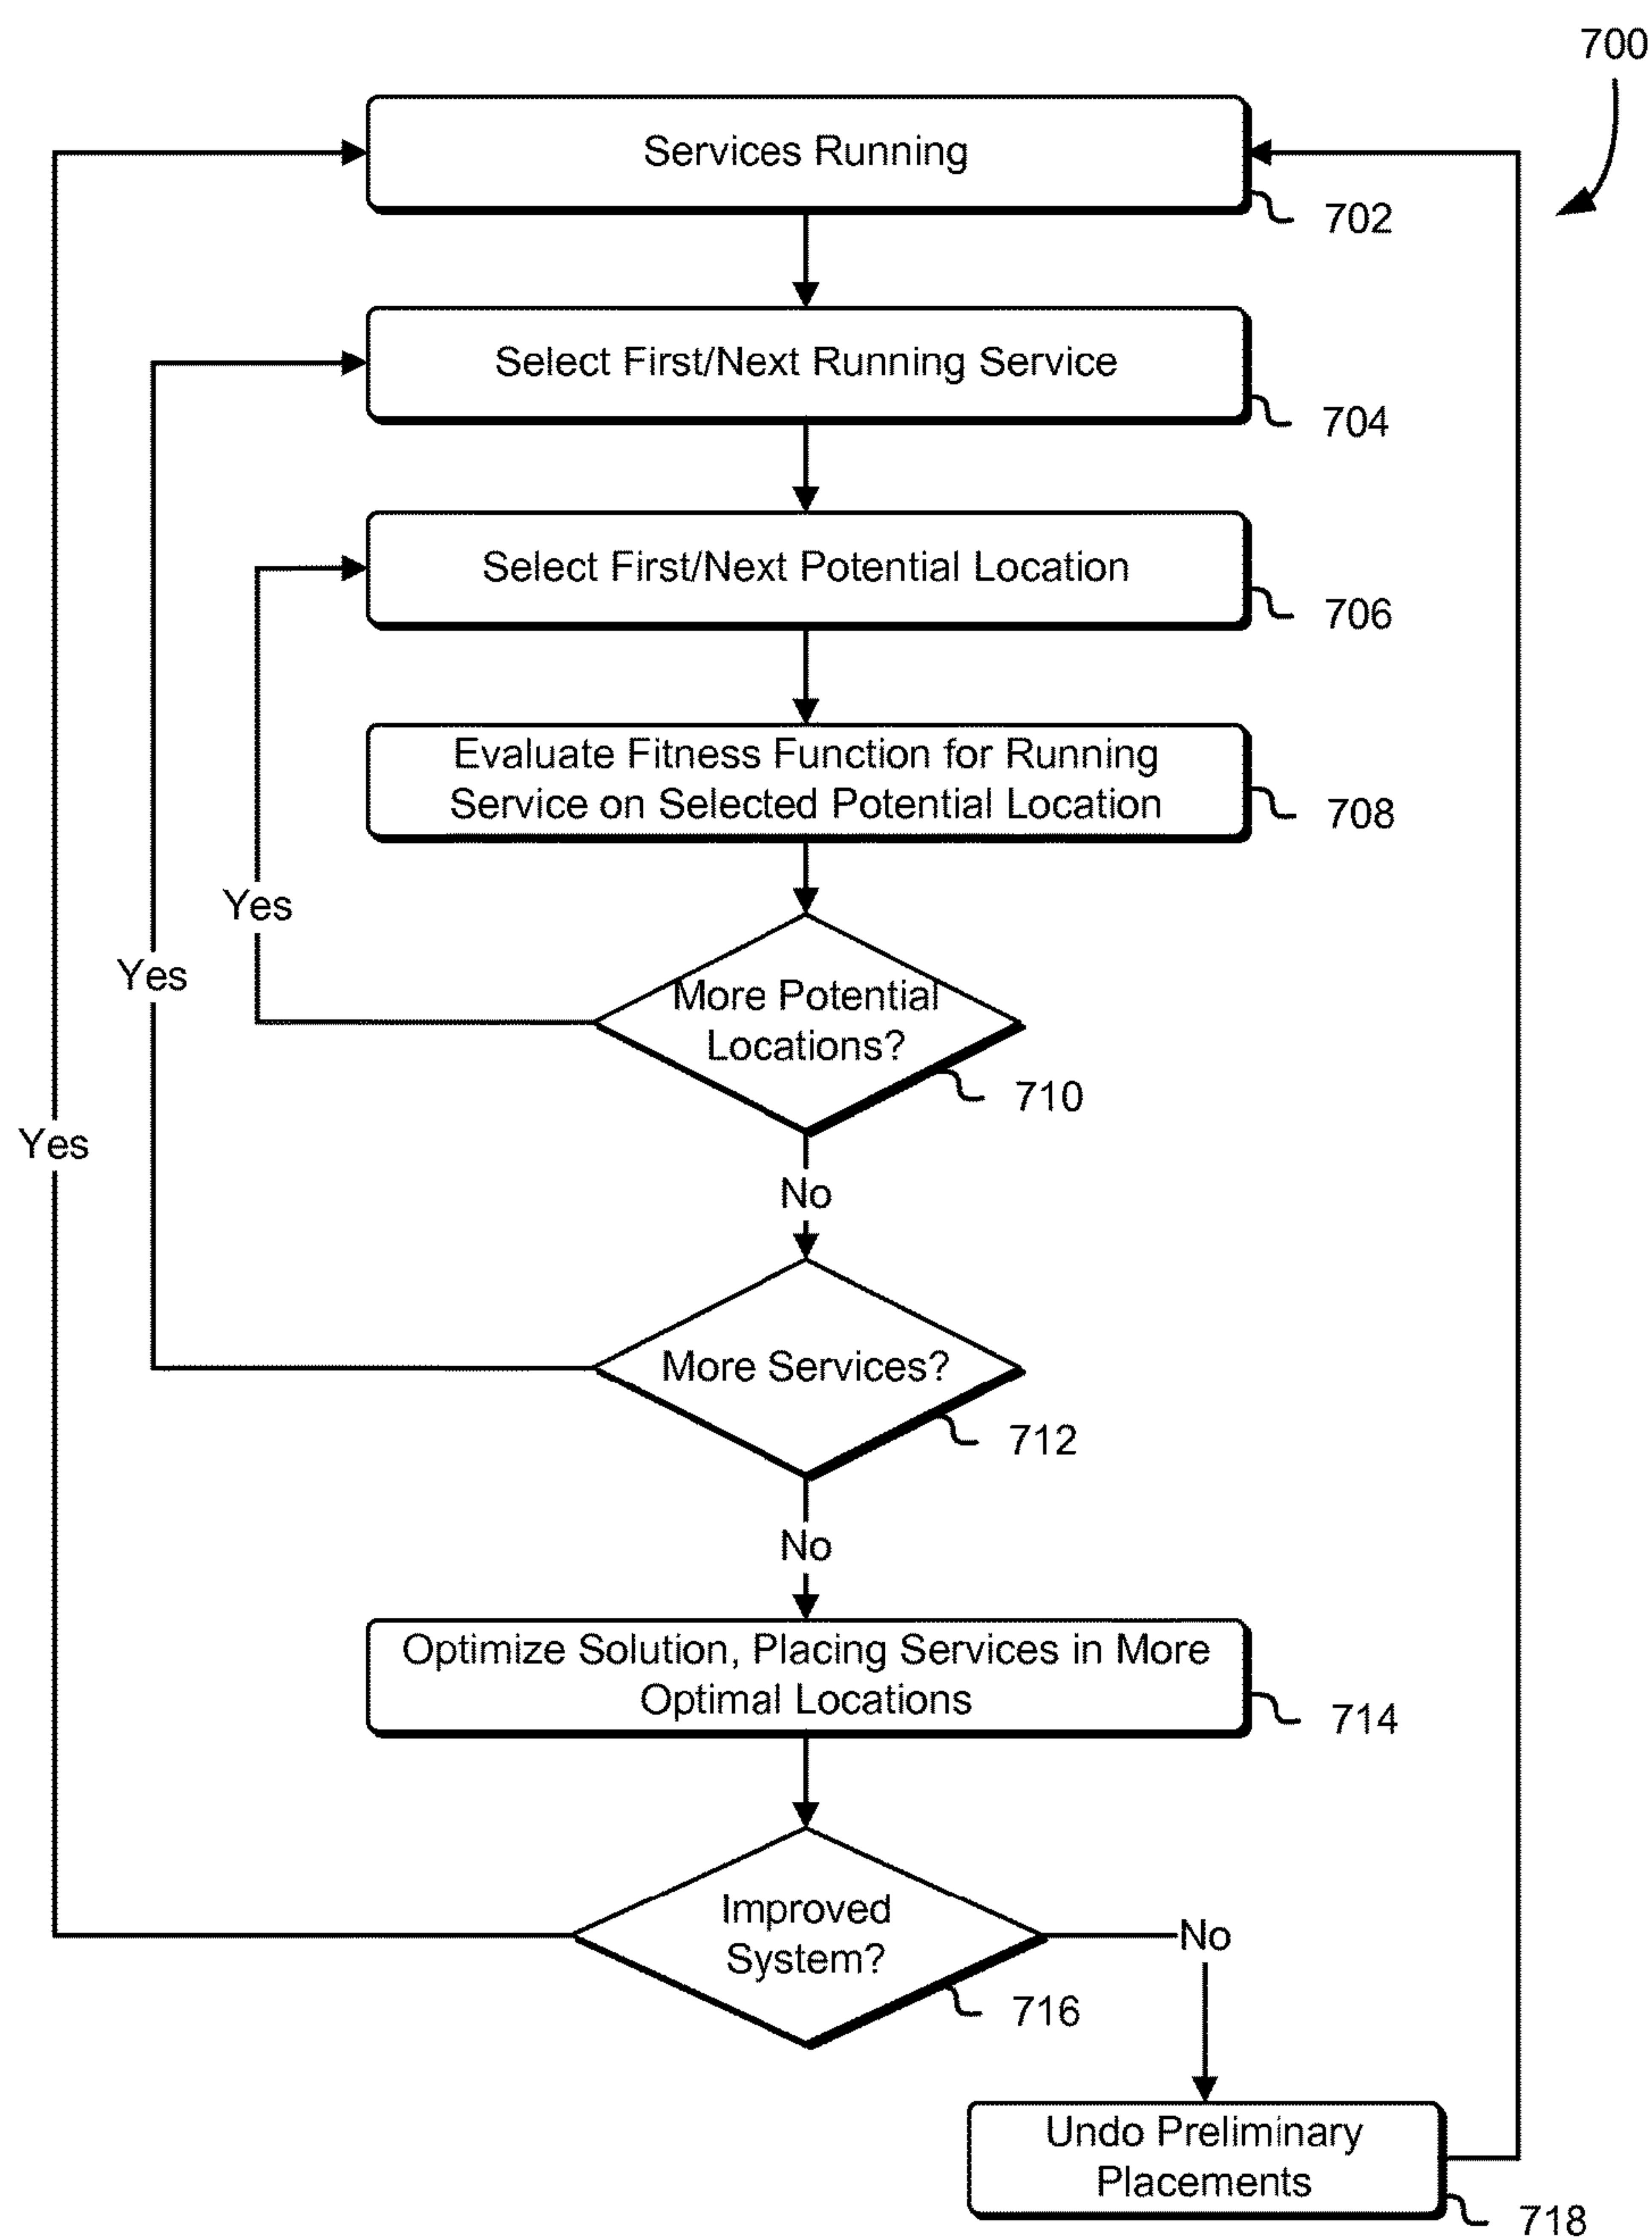 700
Services Running
702
Select First/Next Running Service
704
Select First/Next Potential Location
706
Evaluate Fitness Function for Running
Service on Selected Potential Location
708
Yes
More Potential
Locations?
710
Yes
No
Yes
More Services?
712
No
Optimize Solution, Placing Services in More
Optimal Locations
714
Improved
System?
No
716
Undo Preliminary
Placements
718